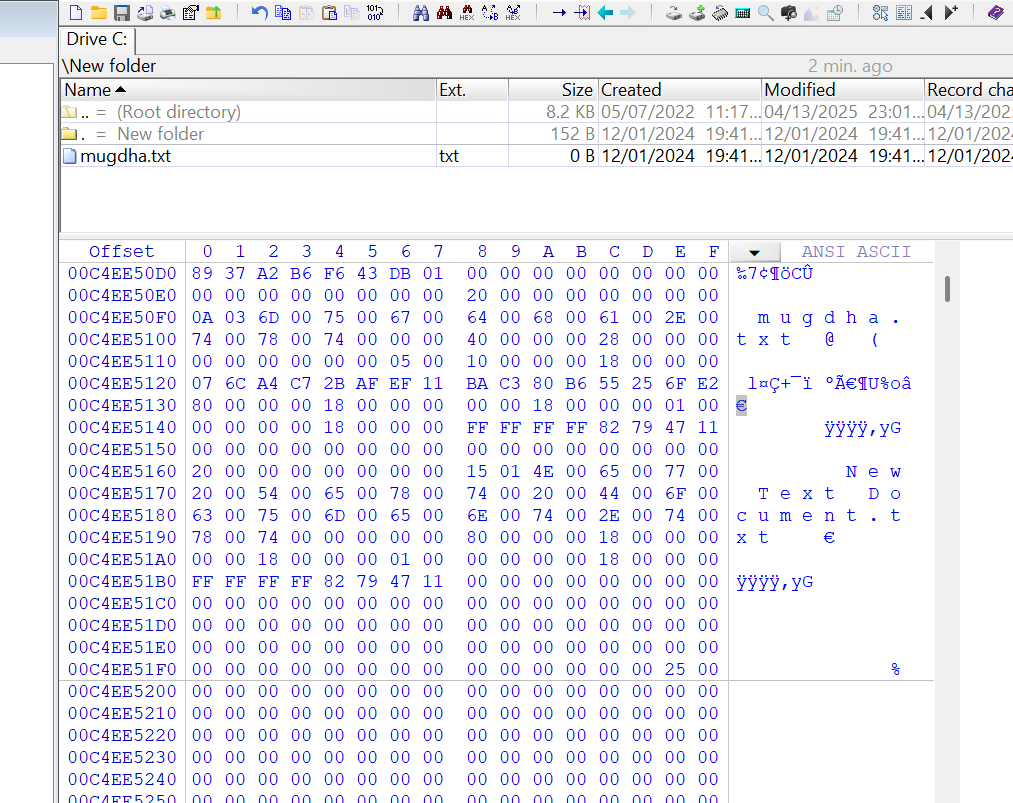 101> 010°
HEX
HEX
Drive C:
\New folder 2 min. ago
Name Ext. Size Created Modified Record cha
.. = (Root directory) 8.2 KB 05/07/2022 11:17... 04/13/2025 23:01... 04/13/202
. = New folder 152 B 12/01/2024 19:41... 12/01/2024 19:41... 12/01/202
mugdha.txt txt 0 B 12/01/2024 19:41... 12/01/2024 19:41... 12/01/202
Offset 0 1 2 3 4 5 6 7 8 9 A B C D E F ANSI ASCII
00C4EE50D0 89 37 A2 B6 F6 43 DB 01 00 00 00 00 00 00 00 00 ‰7¢¶öCÛ
00C4EE50E0 00 00 00 00 00 00 00 00 20 00 00 00 00 00 00 00
00C4EE50F0 0A 03 6D 00 75 00 67 00 64 00 68 00 61 00 2E 00 m u g d h a .
00C4EE5100 74 00 78 00 74 00 00 00 40 00 00 00 28 00 00 00 t x t @ (
00C4EE5110 00 00 00 00 00 00 05 00 10 00 00 00 18 00 00 00
00C4EE5120 07 6C A4 C7 2B AF EF 11 BA C3 80 B6 55 25 6F E2 l¤Ç+¯ï ºÃ€¶U%oâ
00C4EE5130 80 00 00 00 18 00 00 00 00 00 18 00 00 00 01 00 €
00C4EE5140 00 00 00 00 18 00 00 00 FF FF FF FF 82 79 47 11 ÿÿÿÿ‚yG
00C4EE5150 00 00 00 00 00 00 00 00 00 00 00 00 00 00 00 00
00C4EE5160 20 00 00 00 00 00 00 00 15 01 4E 00 65 00 77 00 N e w
00C4EE5170 20 00 54 00 65 00 78 00 74 00 20 00 44 00 6F 00 T e x t D o
00C4EE5180 63 00 75 00 6D 00 65 00 6E 00 74 00 2E 00 74 00 c u m e n t . t
00C4EE5190 78 00 74 00 00 00 00 00 80 00 00 00 18 00 00 00 x t €
00C4EE51A0 00 00 18 00 00 00 01 00 00 00 00 00 18 00 00 00
00C4EE51B0 FF FF FF FF 82 79 47 11 00 00 00 00 00 00 00 00 ÿÿÿÿ‚yG
00C4EE51C0 00 00 00 00 00 00 00 00 00 00 00 00 00 00 00 00
00C4EE51D0 00 00 00 00 00 00 00 00 00 00 00 00 00 00 00 00
00C4EE51E0 00 00 00 00 00 00 00 00 00 00 00 00 00 00 00 00
00C4EE51F0 00 00 00 00 00 00 00 00 00 00 00 00 00 00 25 00 %
00C4EE5200 00 00 00 00 00 00 00 00 00 00 00 00 00 00 00 00
00C4EE5210 00 00 00 00 00 00 00 00 00 00 00 00 00 00 00 00
00C4EE5220 00 00 00 00 00 00 00 00 00 00 00 00 00 00 00 00
00C4EE5230 00 00 00 00 00 00 00 00 00 00 00 00 00 00 00 00
00C4EE5240 00 00 00 00 00 00 00 00 00 00 00 00 00 00 00 00
00C4EE5250 00 00 00 00 00 00 00 00 00 00 00 00 00 00 00 00